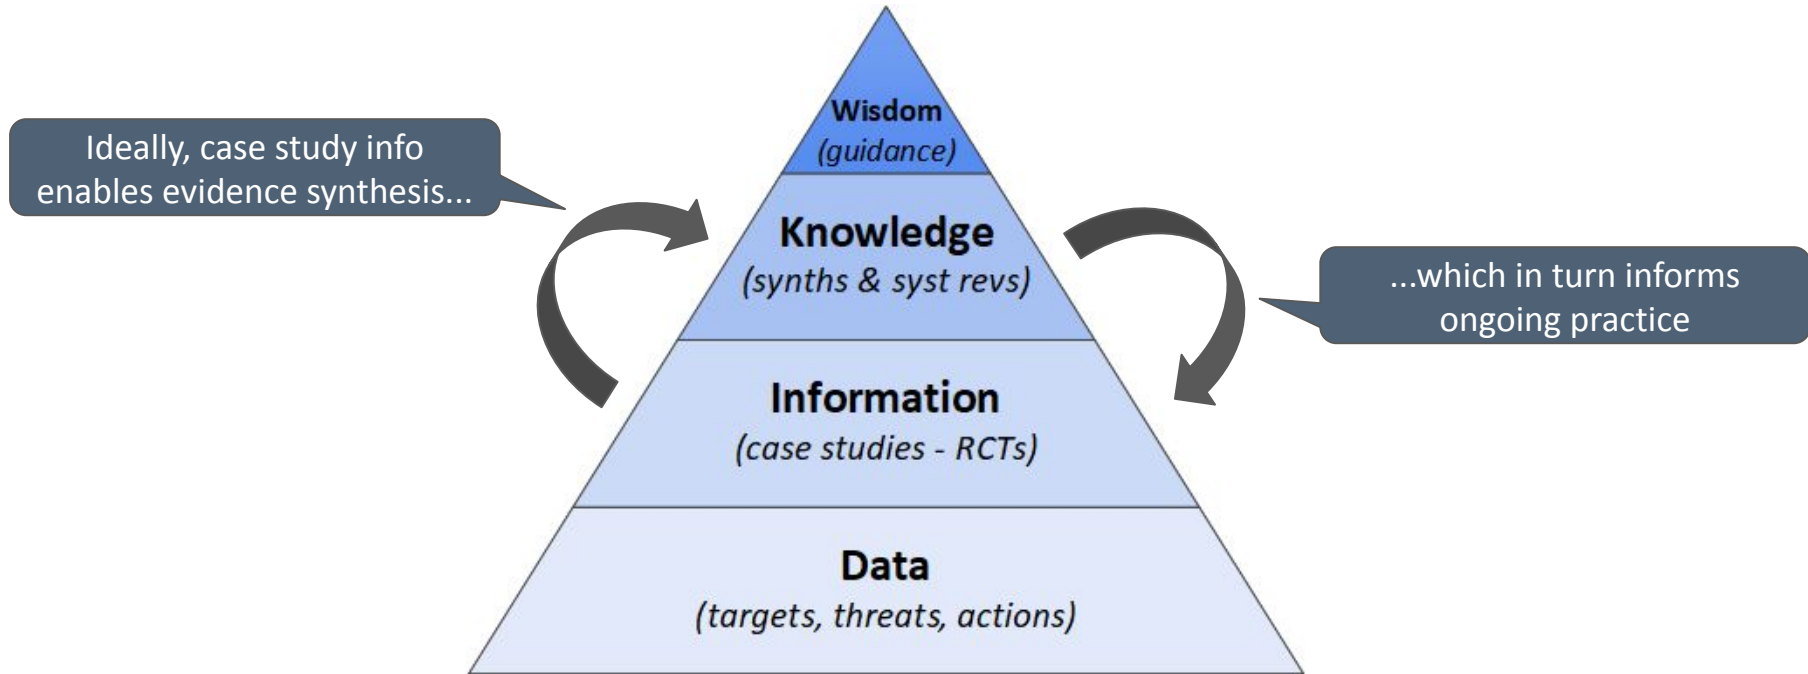 Wisdom
(guidance)
Ideally, case study info
enables evidence synthesis...
Knowledge
(synths & syst revs)
...which in turn informs
ongoing practice
Information
(case studies - RCTs)
Data
(targets, threats, actions)